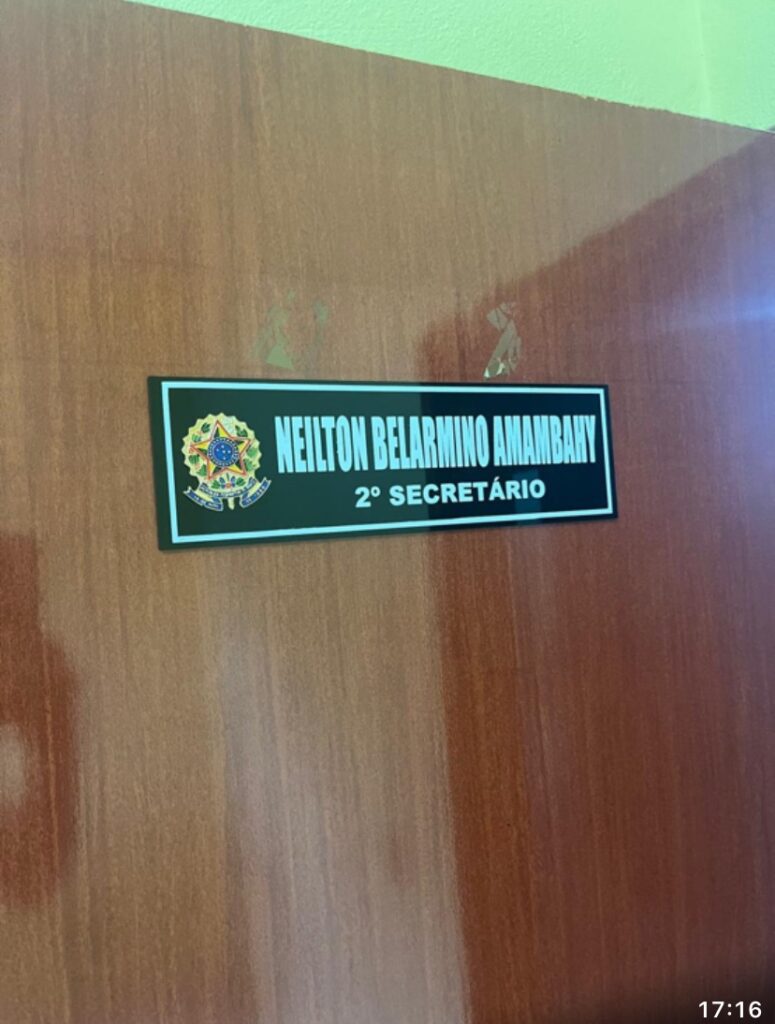 NEILTON BELARMINO AMAMBAHY
2º SECRETÁRIO
17:16